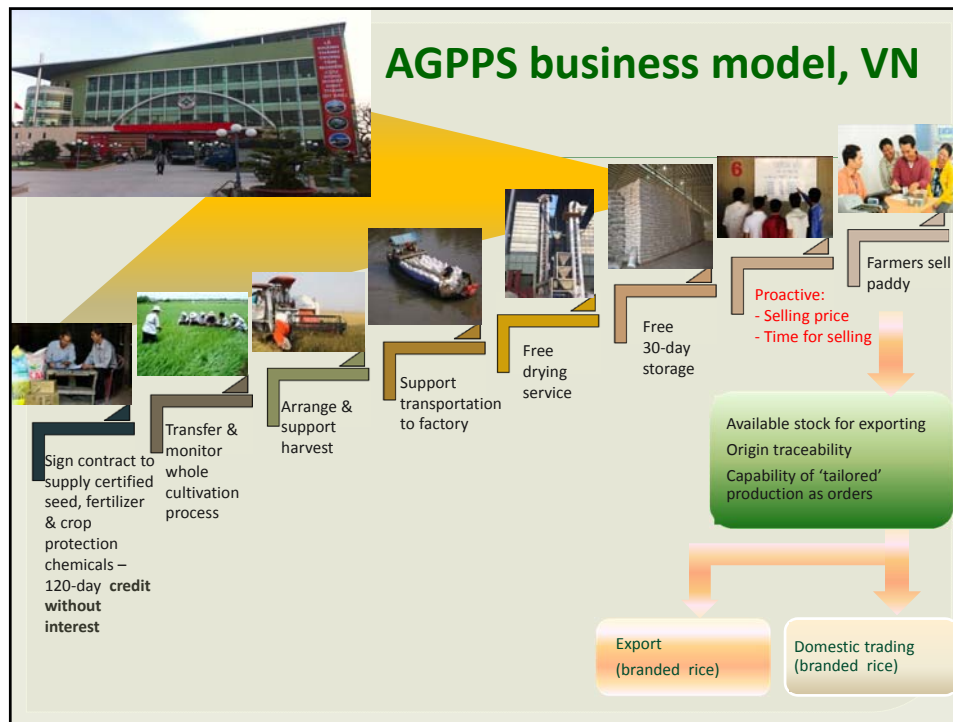 AGPPS business model, VN
6
Sign contract to
supply certified
seed, fertilizer
& crop
protection
chemicals –
120-day credit
without
interest
Transfer &
monitor
whole
cultivation
process
Arrange &
support
harvest
Support
transportation
to factory
Free
drying
service
Free
30-day
storage
Proactive:
- Selling price
- Time for selling
Farmers sell
paddy
Available stock for exporting
Origin traceability
Capability of ‘tailored’
production as orders
Export
(branded rice)
Domestic trading
(branded rice)